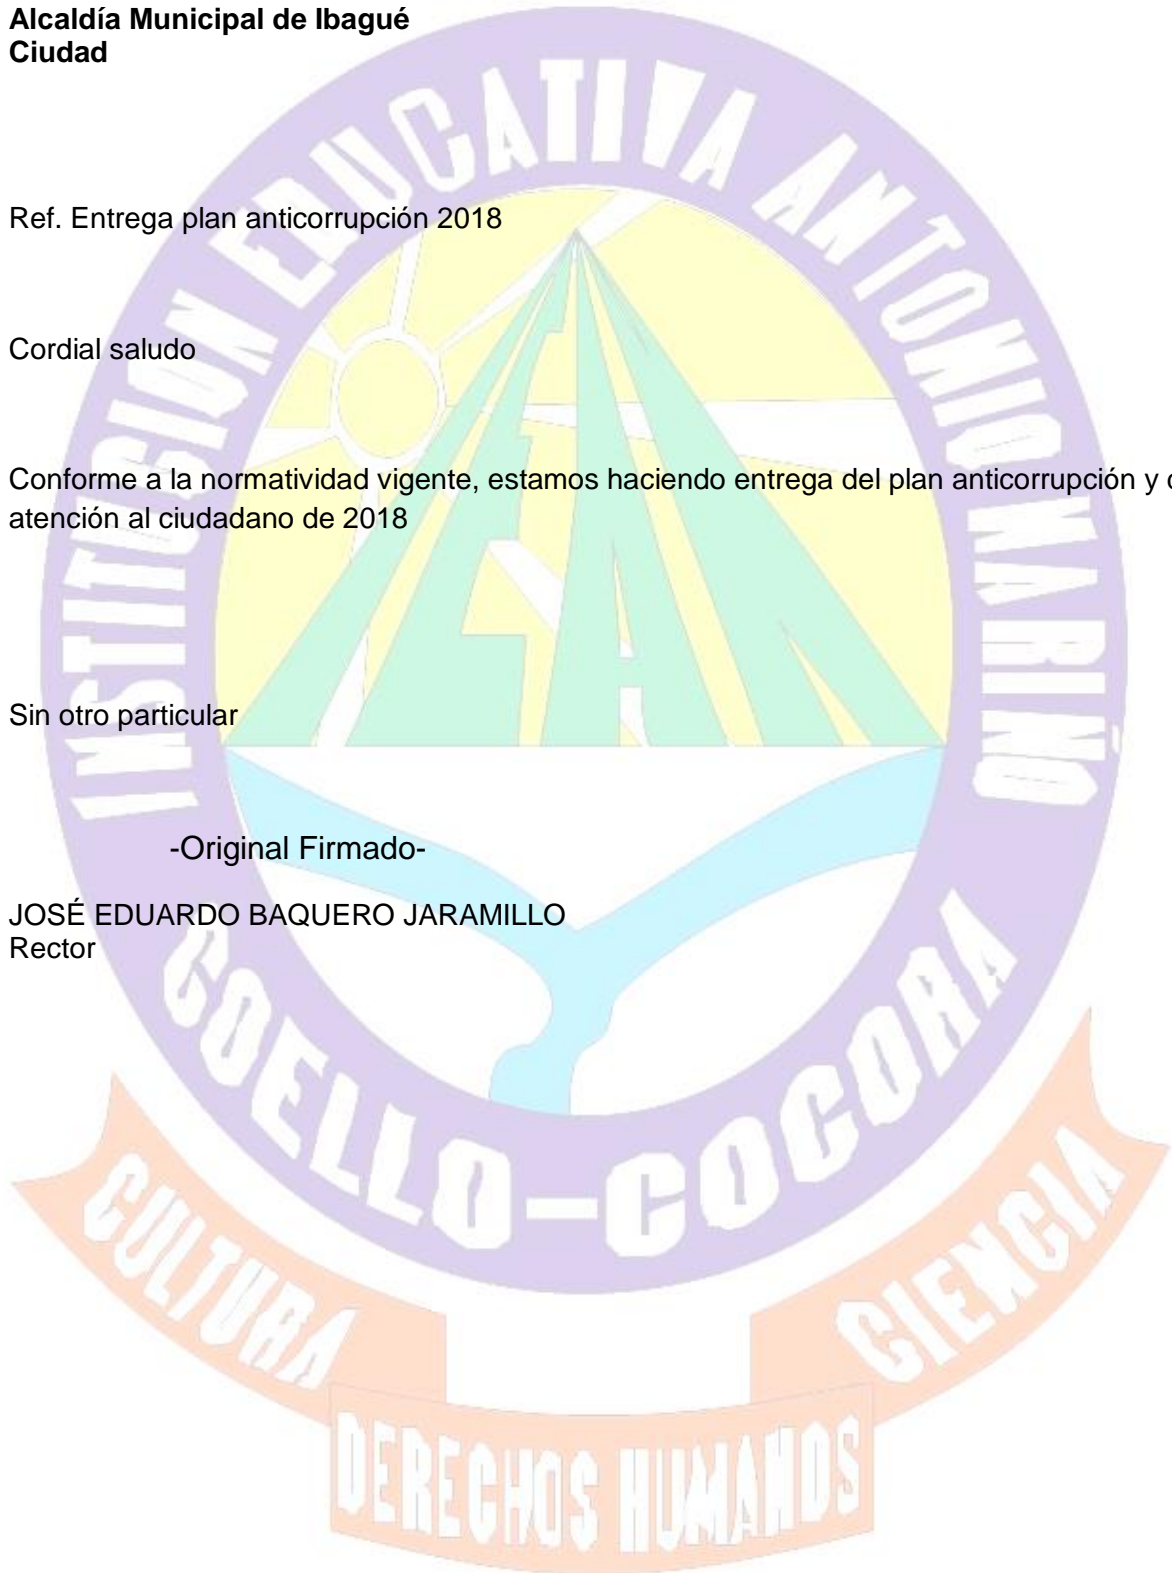 Alcaldía Municipal de Ibagué
Ciudad
Ref. Entrega plan anticorrupción 2018
Cordial saludo
Conforme a la normatividad vigente, estamos haciendo entrega del plan anticorrupción y
atención al ciudadano de 2018
Sin otro particular
-Original Firmado-
JOSÉ EDUARDO BAQUERO JARAMILLO
Rector
INSTITUCION EDUCATIVA ANTONIO NARIÑO
COELLO-COCORA
CULTURA
CIENCIA
DERECHOS HUMANOS